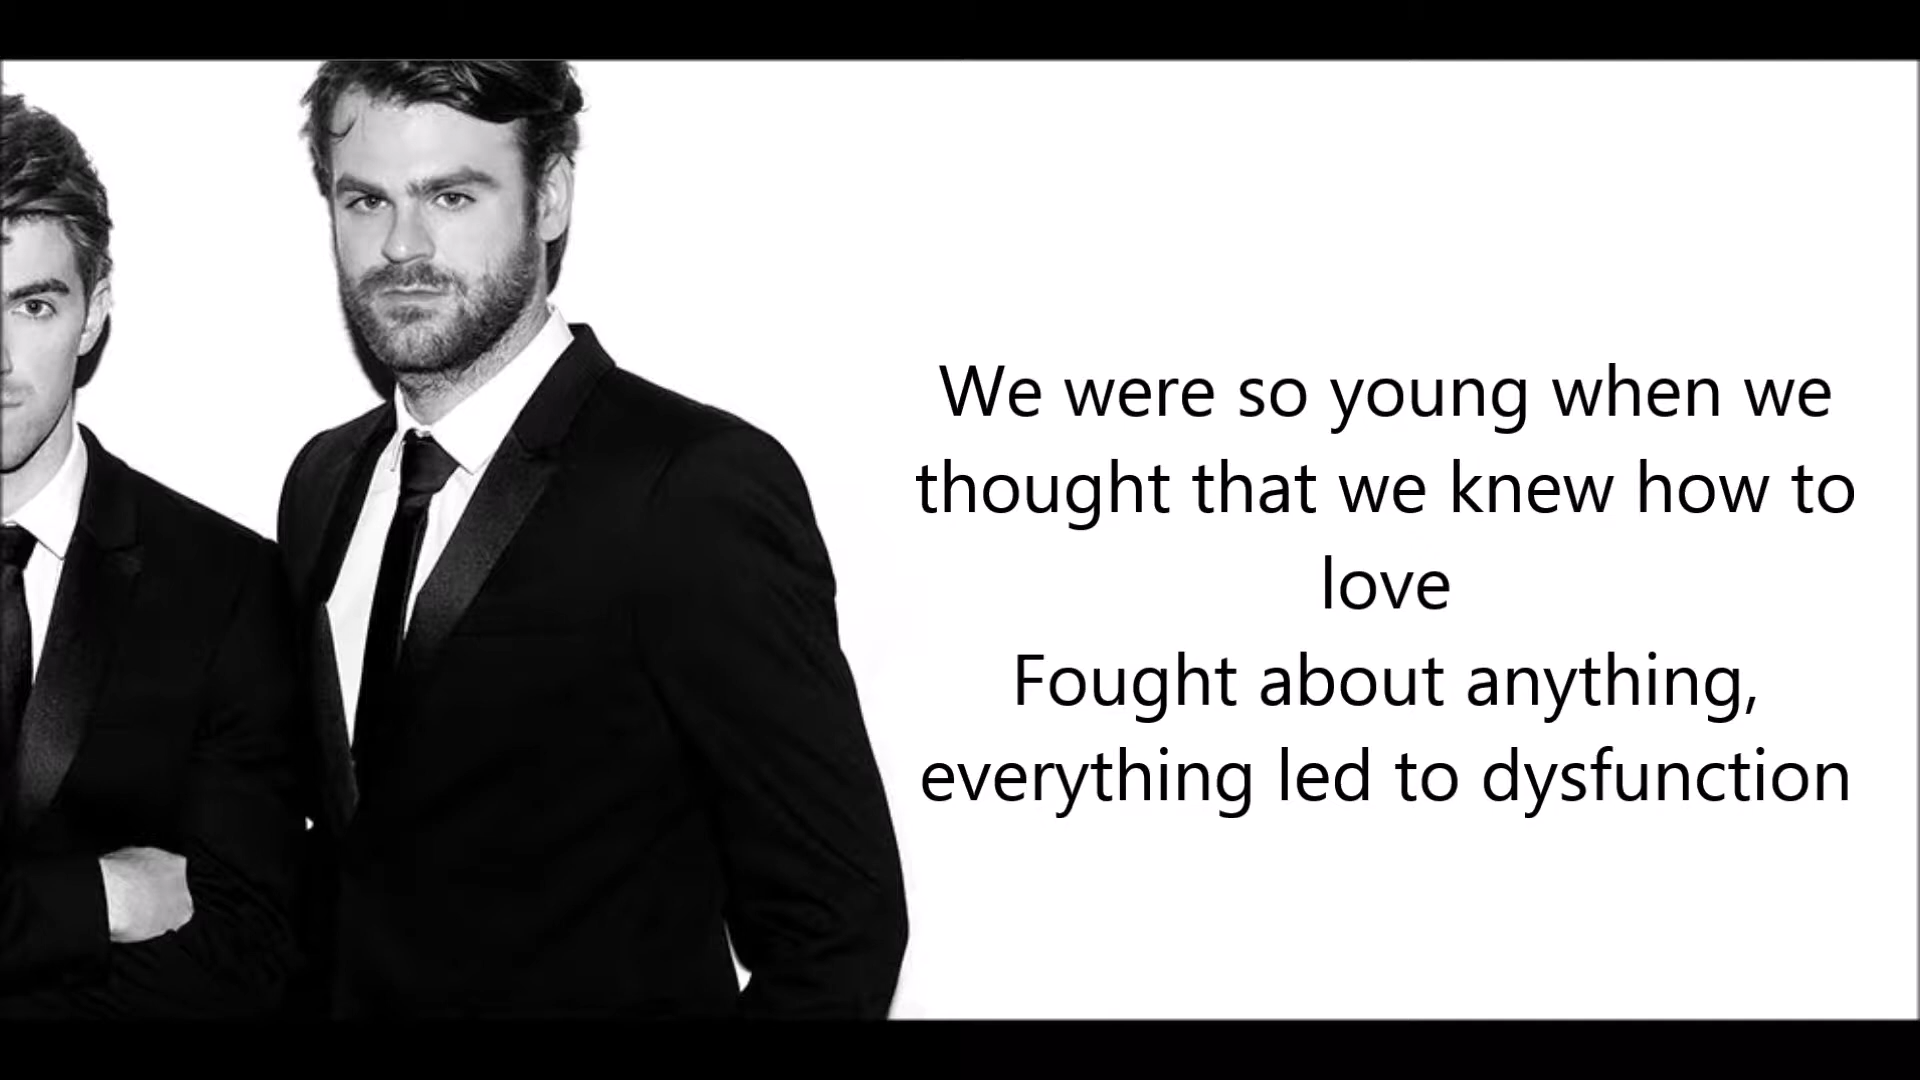 We were so young when we
thought that we knew how to
love
Fought about anything,
everything led to dysfunction